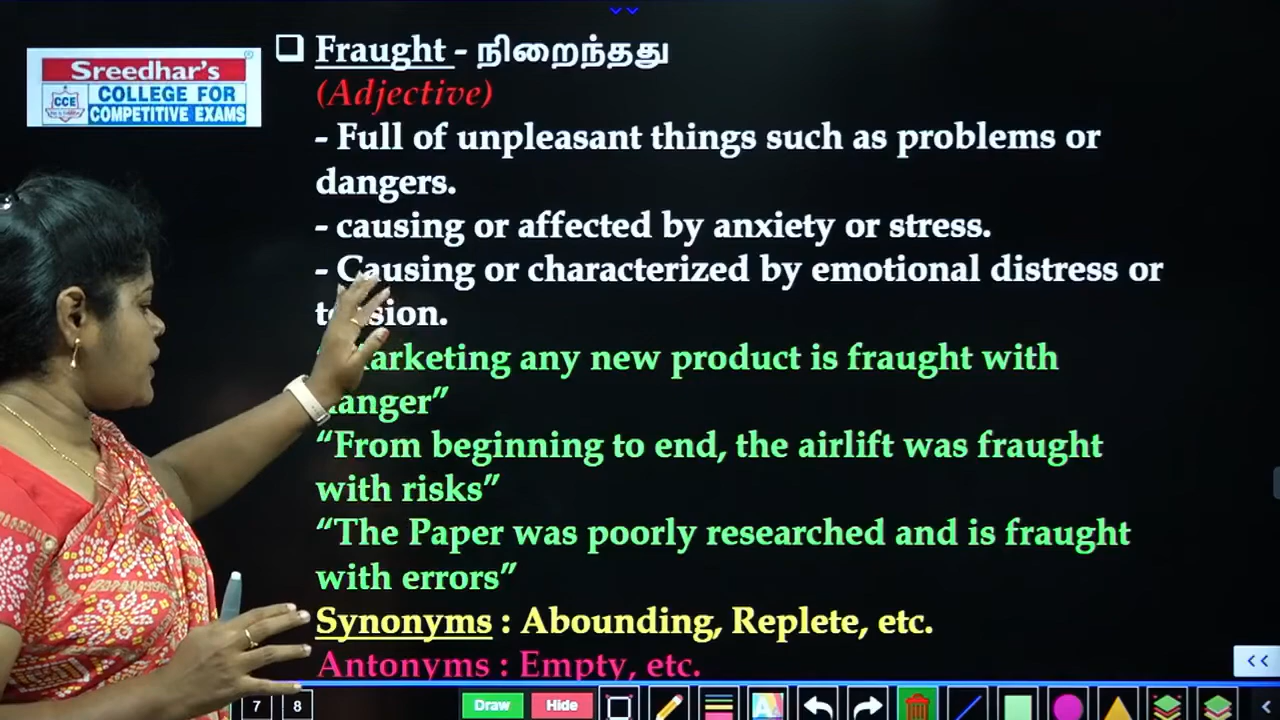 Sreedhar's
CCE
COLLEGE FOR
COMPETITIVE EXAMS
Fraught - நிறைந்தது
(Adjective)
- Full of unpleasant things such as problems or
dangers.
- causing or affected by anxiety or stress.
- Causing or characterized by emotional distress or
any new product is fraught with
“From beginning to end, the airlift was fraught
with risks”
“The Paper was poorly researched and is fraught
with errors”
Synonyms : Abounding, Replete, etc.
Antonyms : Empty, etc.
7 8 Draw Hide